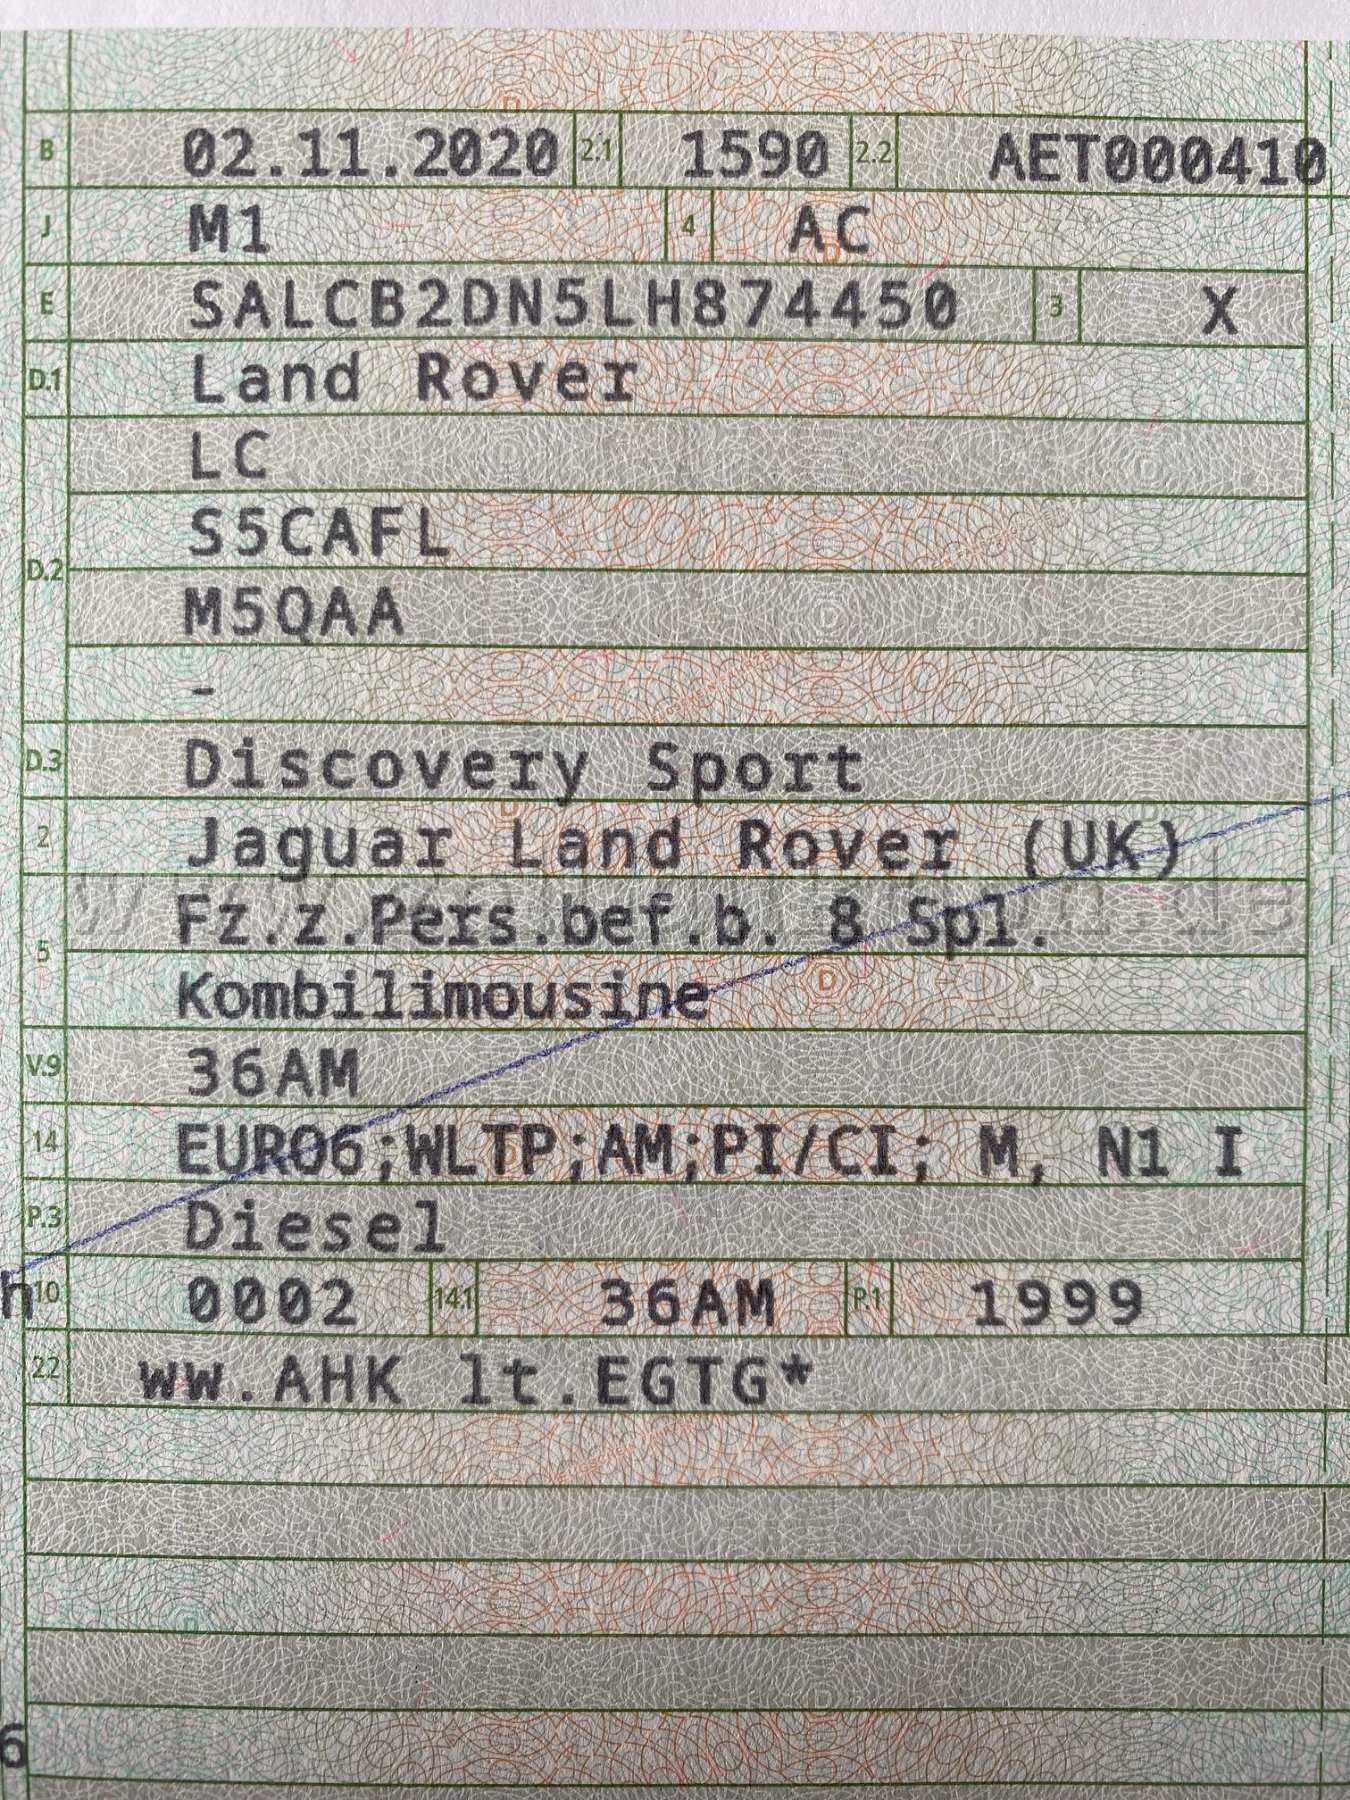 B 02.11.2020 2.1 1590 2.2 AET000410
J M1 4 AC
E SALCB2DN5LH874450 3 X
D.1 Land Rover
LC
S5CAFL
D.2
M5QAA
-
D.3 Discovery Sport
2 Jaguar Land Rover (UK)
Fz.z.Pers.bef.b. 8 Spl.
5
Kombilimousine
V.9 36AM
14 EURO6;WLTP;AM;PI/CI; M, N1 I
P.3 Diesel
h 10 0002 14.1 36AM P.1 1999
22 ww.AHK lt.EGTG*
6